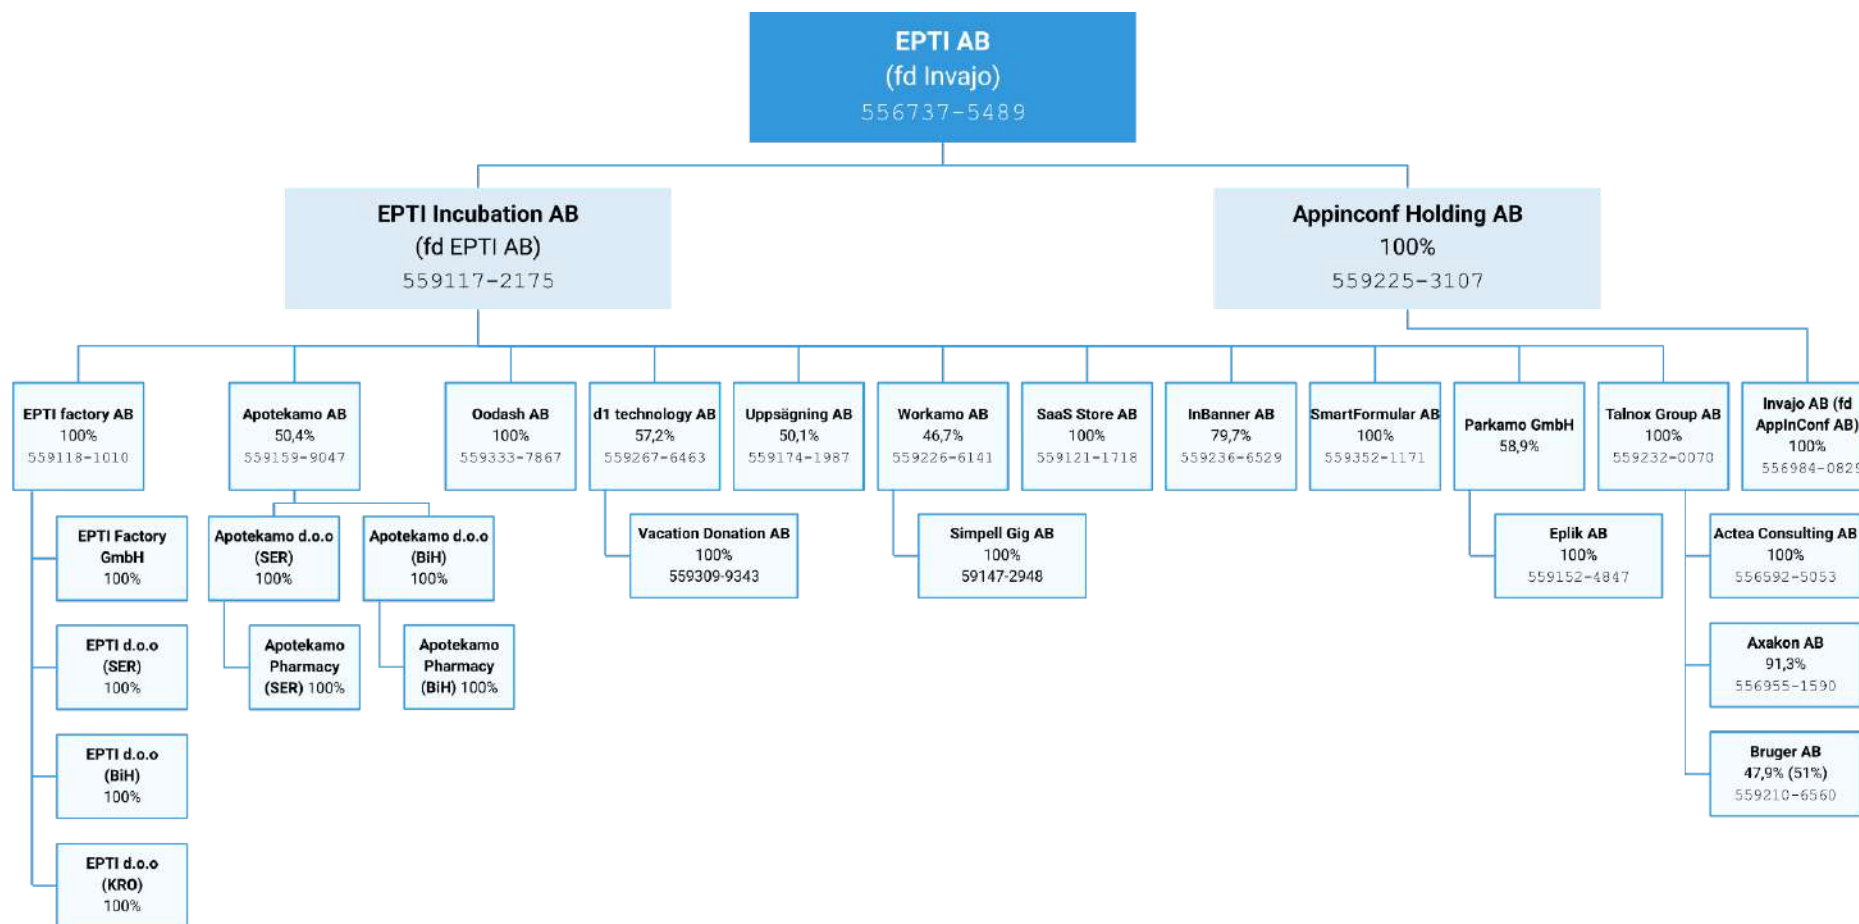 EPTI AB
(fd Invajo)
556737-5489
EPTI Incubation AB
(fd EPTI AB)
559117-2175
Appinconf Holding AB
100%
559225-3107
EPTI factory AB
100%
559118-1010
Apotekamo AB
50,4%
559159-9047
Oodash AB
100%
559333-7867
d1 technology AB
57,2%
559267-6463
Uppsägning AB
50,1%
559174-1987
Workamo AB
46,7%
559226-6141
SaaS Store AB
100%
559121-1718
InBanner AB
79,7%
559236-6529
SmartFormular AB
100%
559352-1171
Parkamo GmbH
58,9%
Talnox Group AB
100%
559232-0070
Invajo AB (fd
AppInConf AB)
100%
556984-0829
EPTI Factory
GmbH
100%
Apotekamo d.o.o
(SER)
100%
Apotekamo d.o.o
(BiH)
100%
Vacation Donation AB
100%
559309-9343
Simpell Gig AB
100%
59147-2948
Eplik AB
100%
559152-4847
Actea Consulting AB
100%
556592-5053
EPTI d.o.o
(SER)
100%
Apotekamo
Pharmacy
(SER) 100%
Apotekamo
Pharmacy
(BiH) 100%
Axakon AB
91,3%
556955-1590
EPTI d.o.o
(BiH)
100%
Bruger AB
47,9% (51%)
559210-6560
EPTI d.o.o
(KRO)
100%